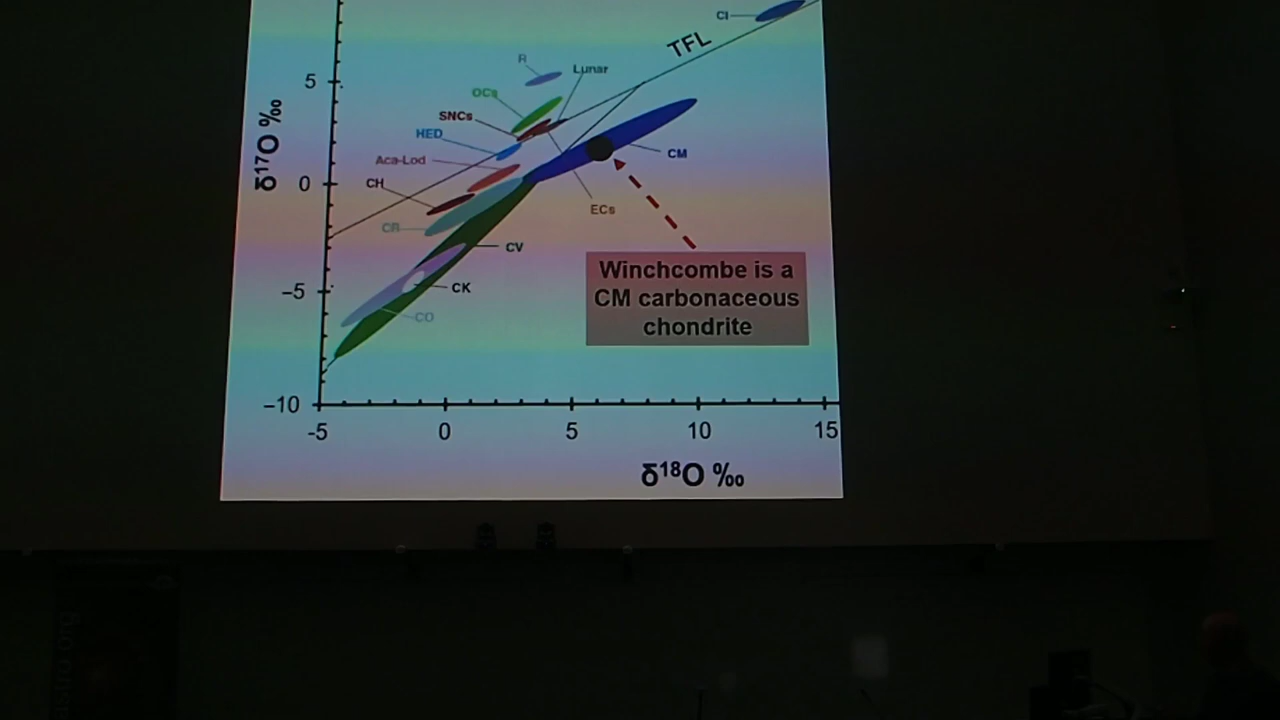 CI
TFL
R
Lunar
5
OCs
SNCs
HED
CM
Aca-Lod
δ¹⁷O ‰
0
CH
ECs
CR
CV
Winchcombe is a
CM carbonaceous
chondrite
−5
CK
CO
−10
-5
0
5
10
15
δ¹⁸O ‰